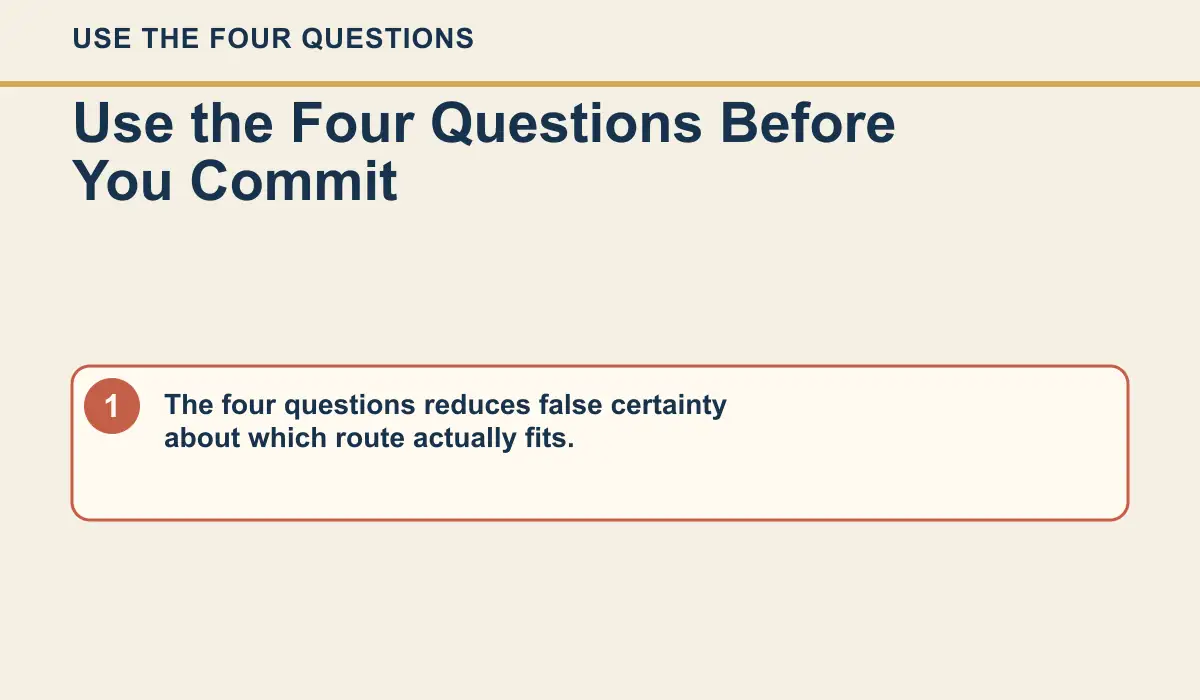 USE THE FOUR QUESTIONS
Use the Four Questions Before
You Commit
1
The four questions reduces false certainty
about which route actually fits.